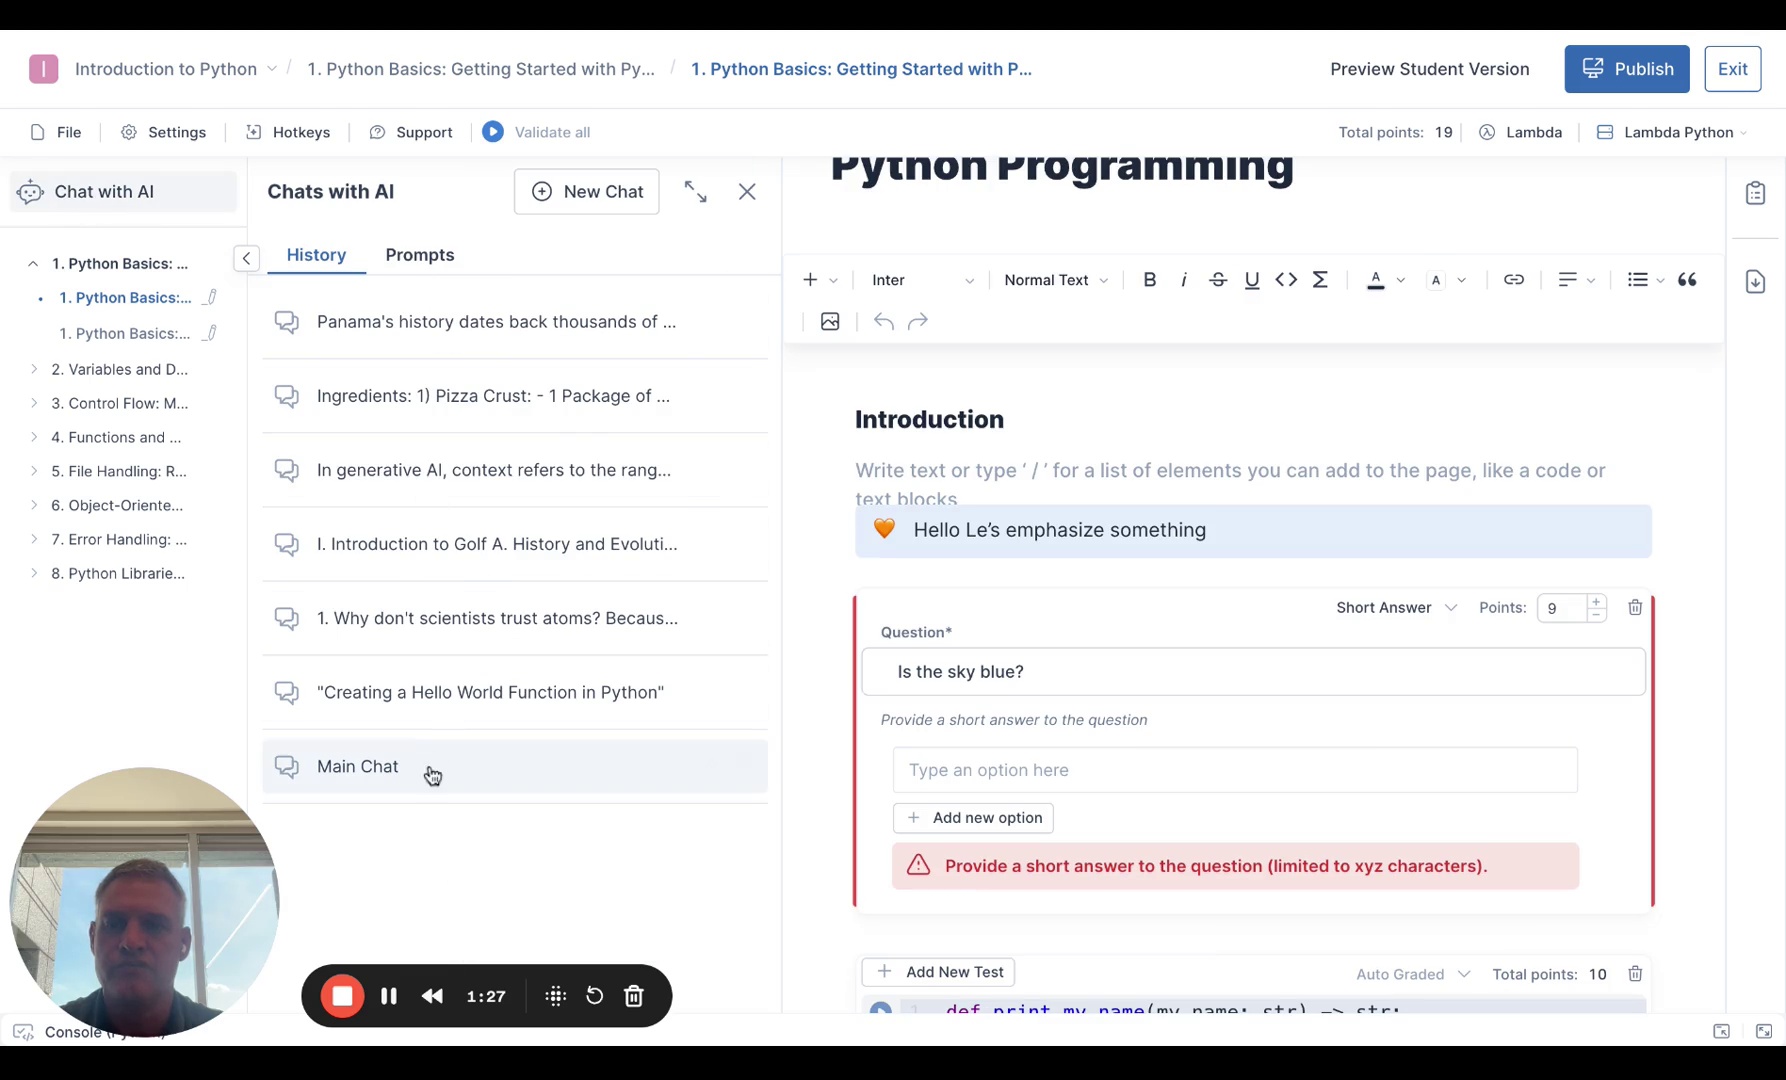 I Introduction to Python / 1. Python Basics: Getting Started with Py... / 1. Python Basics: Getting Started with P... Preview Student Version Publish Exit
File Settings Hotkeys Support Validate all Total points: 19 Lambda Lambda Python
Chat with AI
1. Python Basics: ...
1. Python Basics:...
1. Python Basics:...
2. Variables and D...
3. Control Flow: M...
4. Functions and ...
5. File Handling: R...
6. Object-Oriente...
7. Error Handling: ...
8. Python Librarie...
Chats with AI New Chat
History Prompts
Panama's history dates back thousands of ...
Ingredients: 1) Pizza Crust: - 1 Package of ...
In generative AI, context refers to the rang...
I. Introduction to Golf A. History and Evoluti...
1. Why don't scientists trust atoms? Becaus...
"Creating a Hello World Function in Python"
Main Chat
Python Programming
Inter Normal Text B i S U A A
Introduction
Write text or type ‘ / ’ for a list of elements you can add to the page, like a code or
text blocks
Hello Le’s emphasize something
Short Answer Points: 9
Question*
Is the sky blue?
Provide a short answer to the question
Type an option here
+ Add new option
Provide a short answer to the question (limited to xyz characters).
+ Add New Test Auto Graded Total points: 10
1 def print_my_name(my_name: str) -> str:
1:27
Console (Python)